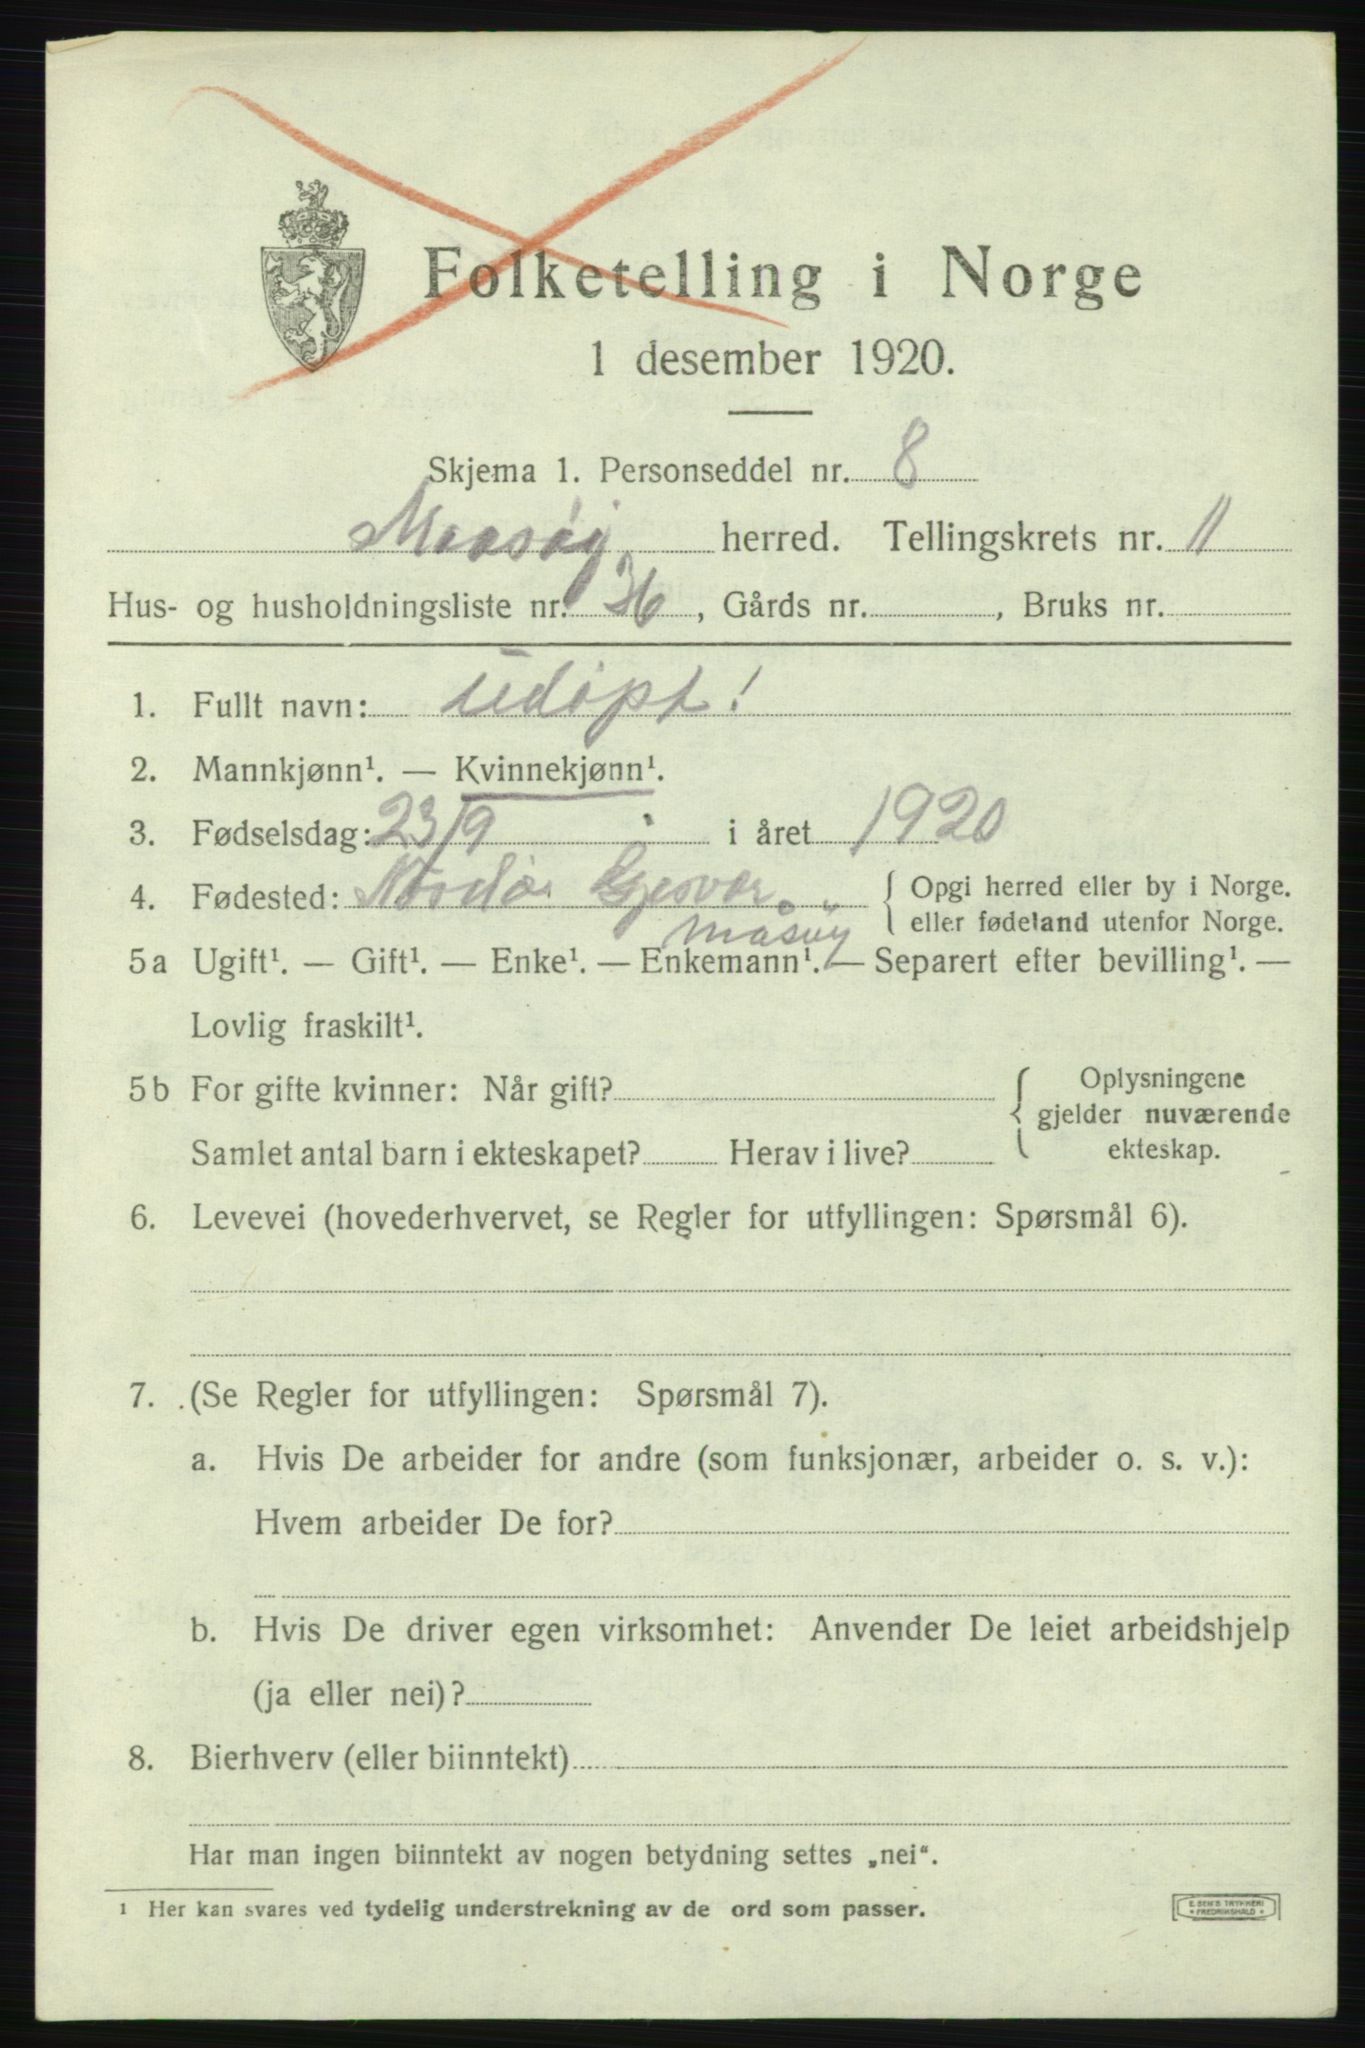 Folketelling i Norge
1 desember 1920.
Skjema 1. Personseddel nr. 8
Maasöy herred. Tellingskrets nr. 11
Hus- og husholdningsliste nr. 36, Gårds nr. , Bruks nr.
1. Fullt navn: Udöpt!
2. Mannkjønn¹. — Kvinnekjønn¹.
3. Fødselsdag: 23/9 i året 1920
4. Fødested: Gjesvær { Opgi herred eller by i Norge.
Måsøy eller fødeland utenfor Norge.
5a Ugift¹. — Gift¹. — Enke¹. — Enkemann¹. — Separert efter bevilling¹. —
Lovlig fraskilt¹.
5b For gifte kvinner: Når gift? { Oplysningene
gjelder nuværende
Samlet antal barn i ekteskapet? Herav i live? ekteskap.
6. Levevei (hovederhvervet, se Regler for utfyllingen: Spørsmål 6).
7. (Se Regler for utfyllingen: Spørsmål 7).
a. Hvis De arbeider for andre (som funksjonær, arbeider o. s. v.):
Hvem arbeider De for?
b. Hvis De driver egen virksomhet: Anvender De leiet arbeidshjelp
(ja eller nei)?
8. Bierhverv (eller biinntekt)
Har man ingen biinntekt av nogen betydning settes „nei“.
¹ Her kan svares ved tydelig understrekning av de ord som passer.
E. SEM'S TRYKKERI
• FREDRIKSHALD •